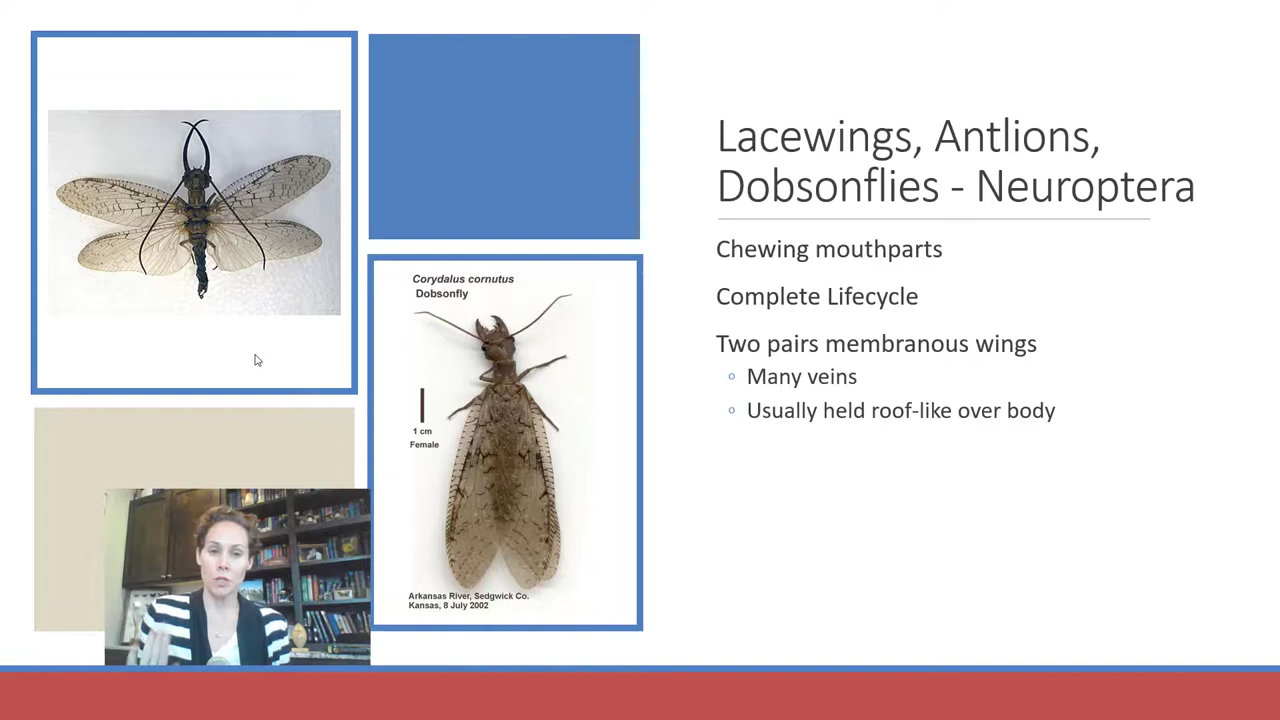 Lacewings, Antlions,
Dobsonflies - Neuroptera
Chewing mouthparts
Complete Lifecycle
Two pairs membranous wings
Many veins
Usually held roof-like over body
Corydalus cornutus
Dobsonfly
1 cm
Female
Arkansas River, Sedgwick Co.
Kansas, 8 July 2002